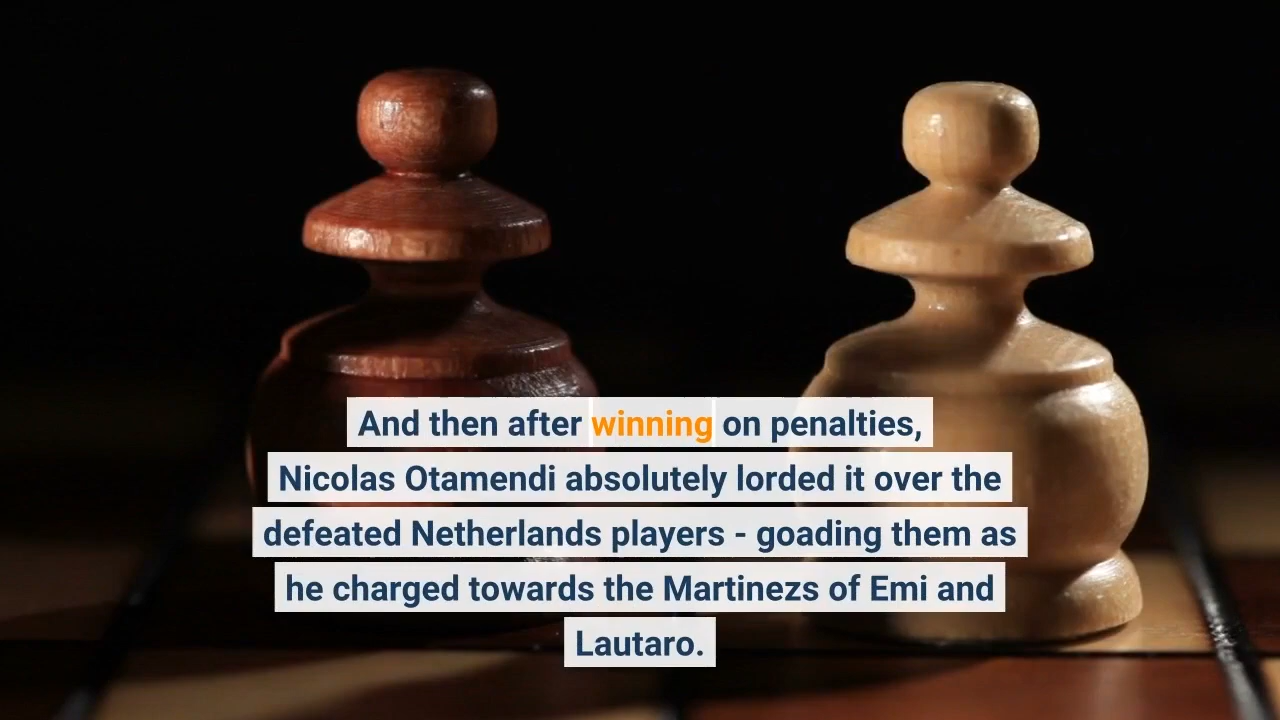 And then after winning on penalties,
Nicolas Otamendi absolutely lorded it over the
defeated Netherlands players - goading them as
he charged towards the Martinezs of Emi and
Lautaro.